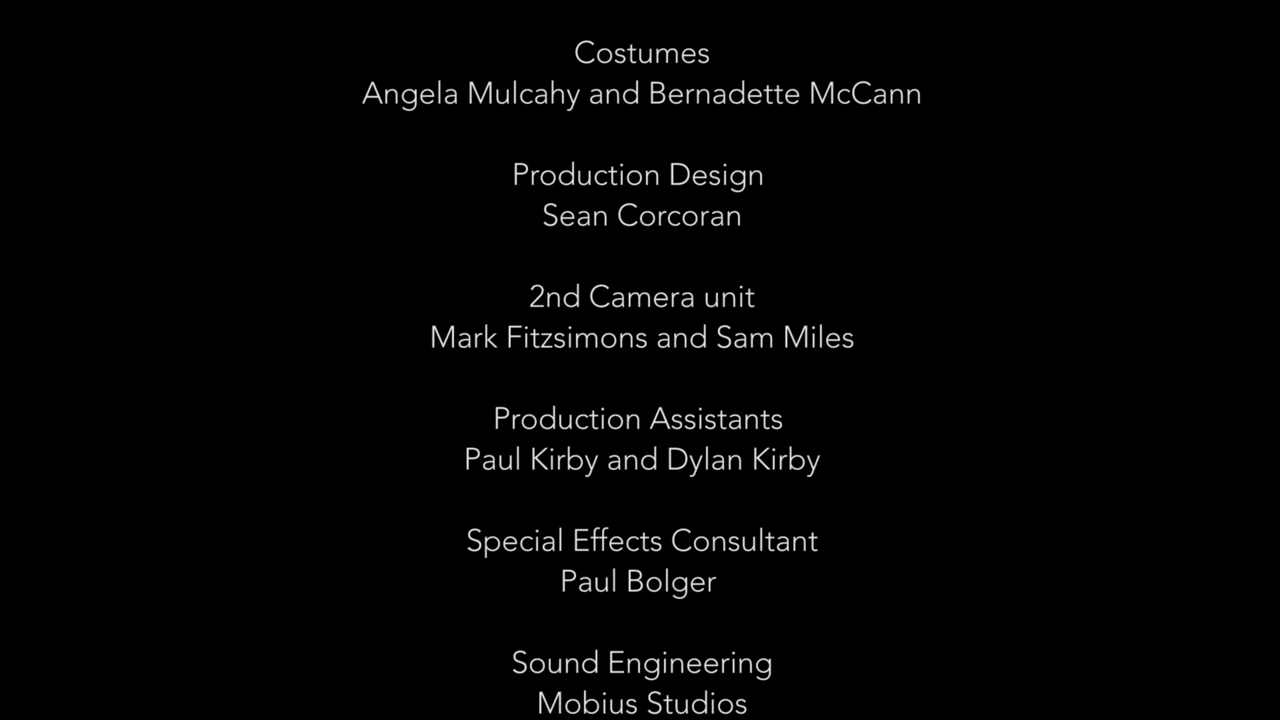 Costumes
Angela Mulcahy and Bernadette McCann
Production Design
Sean Corcoran
2nd Camera unit
Mark Fitzsimons and Sam Miles
Production Assistants
Paul Kirby and Dylan Kirby
Special Effects Consultant
Paul Bolger
Sound Engineering
Mobius Studios